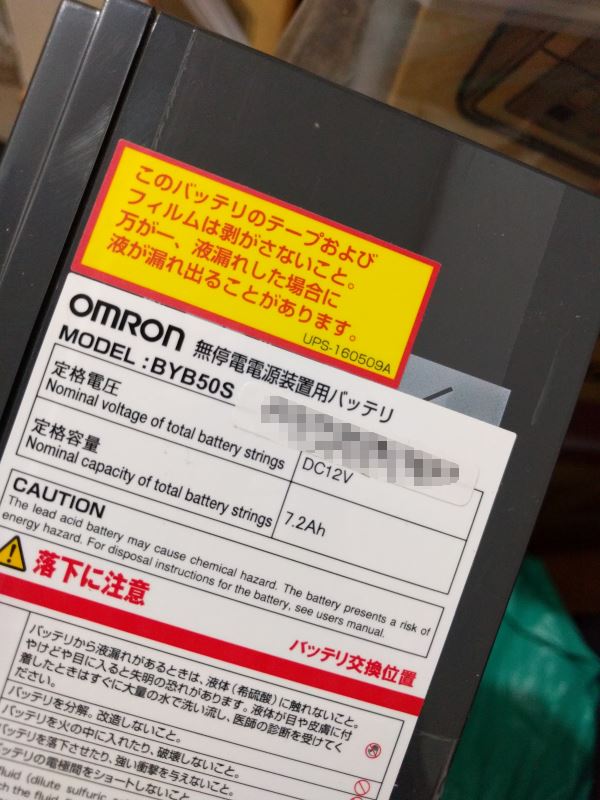 このバッテリのテープおよび
フィルムは剥がさないこと。
万が一、液漏れした場合に
液が漏れ出ることがあります。
UPS-160509A
OMRON 無停電電源装置用バッテリ
MODEL :BYB50S
定格電圧
Nominal voltage of total battery strings
DC12V
定格容量
Nominal capacity of total battery strings
7.2Ah
CAUTION
The lead acid battery may cause chemical hazard. The battery presents a risk of
energy hazard. For disposal instructions for the battery, see users manual.
落下に注意
バッテリ交換位置
バッテリから液漏れがあるときは、液体(希硫酸)に触れないこと。
やけどや目に入ると失明の恐れがあります。液体が目や皮膚に付
着したときはすぐに大量の水で洗い流し、医師の診断を受けてく
ださい。
バッテリを分解。改造しないこと。
バッテリを火の中に入れたり、破壊しないこと。
バッテリを落下させたり、強い衝撃を与えないこと。
バッテリの電極間をショートしないこと。
fluid (dilute sulfuric